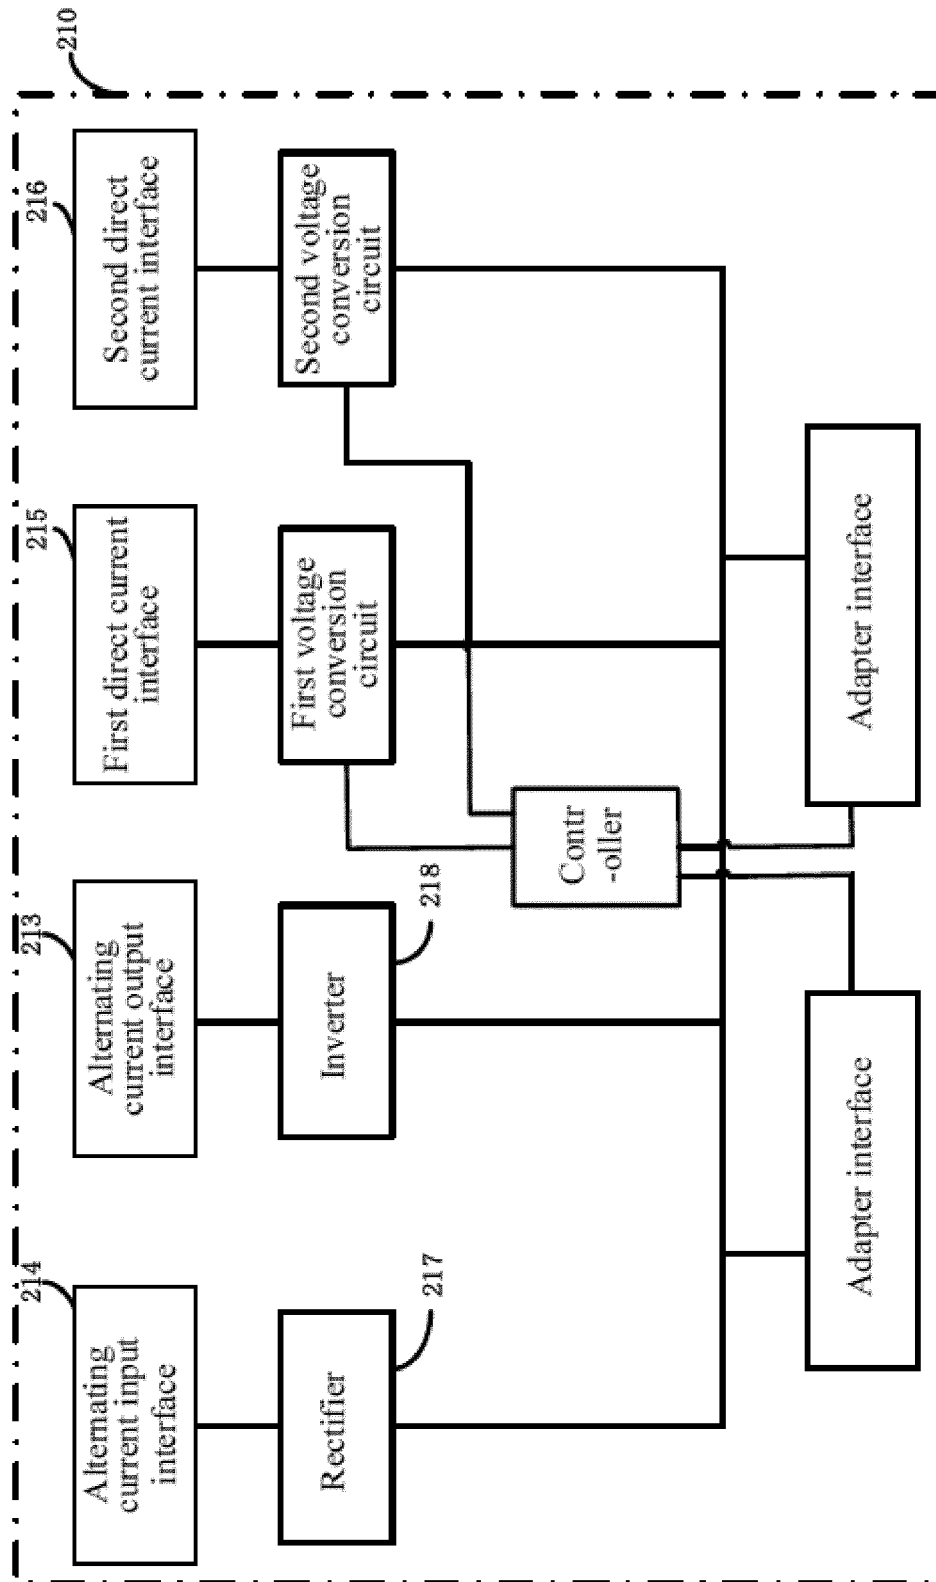 210
214
213
215
216
Alternating
current input
interface
Alternating
current output
interface
First direct current
interface
Second direct
current interface
Rectifier
Inverter
First voltage
conversion
circuit
Second voltage
conversion
circuit
217
218
Contr
-oller
Adapter interface
Adapter interface